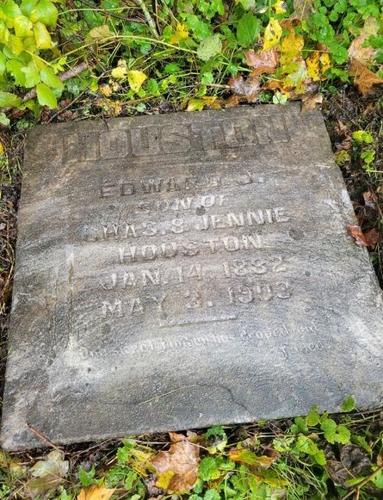 HOUSTON
EDWARD J.
SON OF
CHAS. & JENNIE
HOUSTON
JAN. 14 1882
MAY 3, 1903